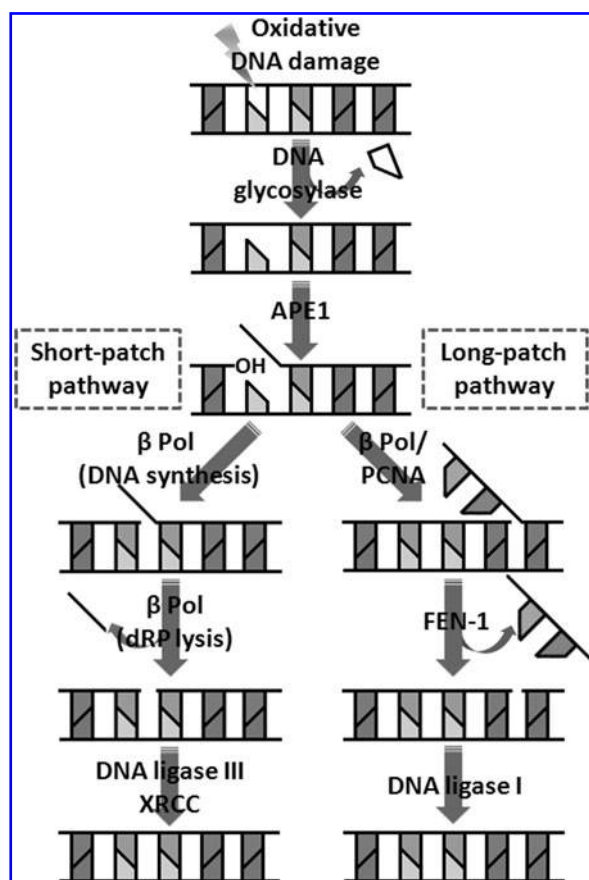 Oxidative
DNA damage
DNA
glycosylase
APE1
Short-patch
pathway
OH
Long-patch
pathway
β Pol
(DNA synthesis)
β Pol/
PCNA
β Pol
(dRP lysis)
FEN-1
DNA ligase III
XRCC
DNA ligase I